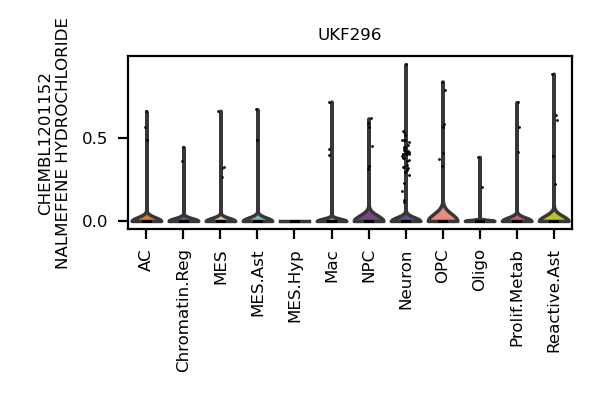 UKF296
CHEMBL1201152
NALMEFENE HYDROCHLORIDE
0.5
0.0
AC
Chromatin.Reg
MES
MES.Ast
MES.Hyp
Mac
NPC
Neuron
OPC
Oligo
Prolif.Metab
Reactive.Ast